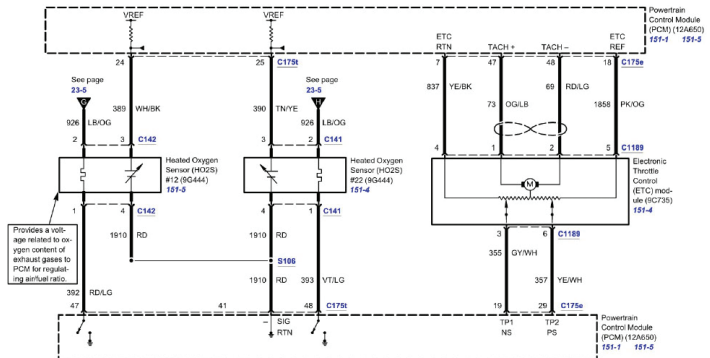 VREF
VREF
ETC
RTN
TACH +
TACH –
ETC
REF
Powertrain
Control Module
(PCM) (12A650)
151-1 151-5
24
25
C175t
7
47
48
18
C175e
See page
23-5
G
389
WH/BK
390
TN/YE
See page
23-5
H
837
YE/BK
73
OG/LB
69
RD/LG
1858
PK/OG
926
LB/OG
926
LB/OG
2
3
C142
3
2
C141
4
1
2
5
C1189
Heated Oxygen
Sensor (HO2S)
#12 (9G444)
151-5
Heated Oxygen
Sensor (HO2S)
#22 (9G444)
151-4
M
Electronic
Throttle
Control
(ETC) mod-
ule (9C735)
151-4
1
4
C142
4
1
C141
3
6
C1189
Provides a volt-
age related to ox-
ygen content of
exhaust gases to
PCM for regulat-
ing air/fuel ratio.
1910
RD
1910
RD
S106
355
GY/WH
1910
RD
393
VT/LG
357
YE/WH
392
RD/LG
47
41
48
C175t
19
29
C175e
– SIG
RTN
TP1
NS
TP2
PS
Powertrain
Control Module
(PCM) (12A650)
151-1 151-5